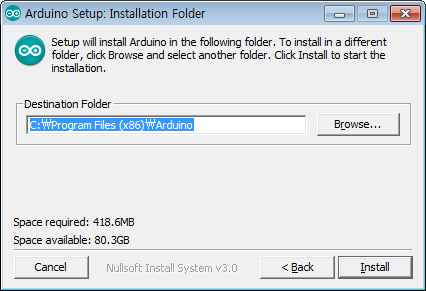 Arduino Setup: Installation Folder
Setup will install Arduino in the following folder. To install in a different
folder, click Browse and select another folder. Click Install to start the
installation.
Destination Folder
C:₩Program Files (x86)₩Arduino
Browse...
Space required: 418.6MB
Space available: 80.3GB
Cancel
Nullsoft Install System v3.0
< Back
Install